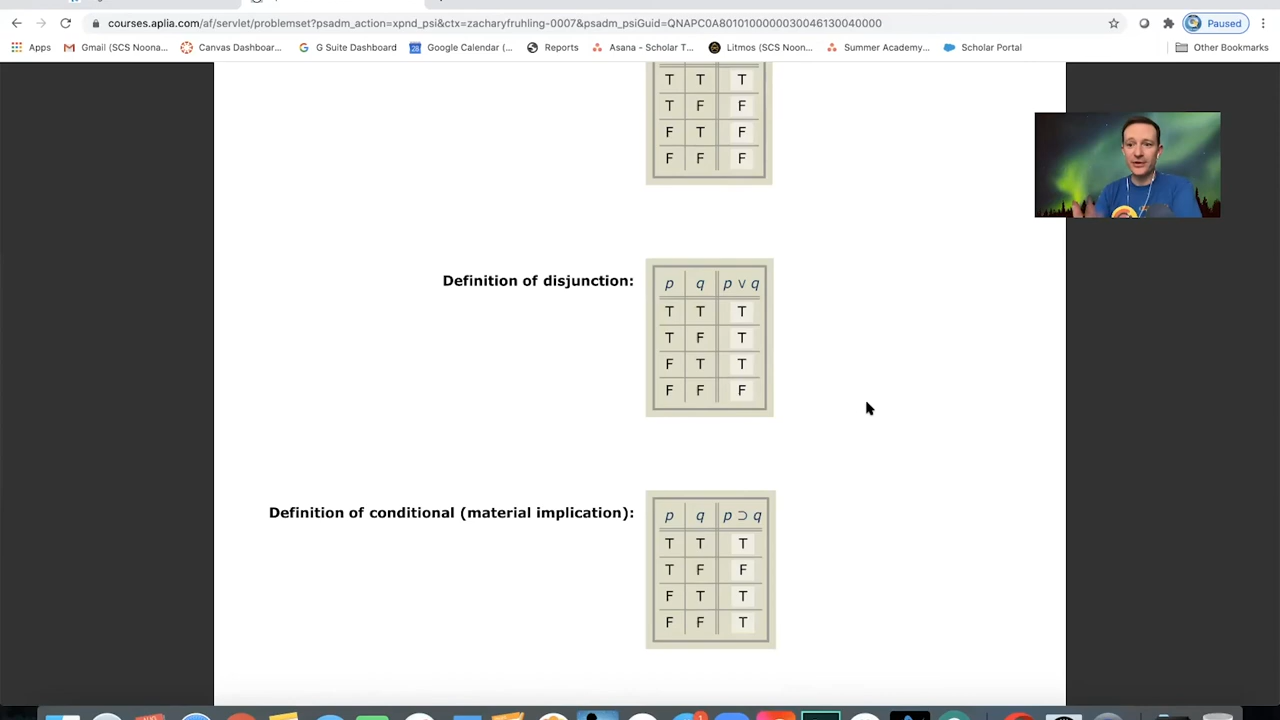 courses.aplia.com/af/servlet/problemset?psadm_action=xpnd_psi&ctx=zacharyfruhling-0007&psadm_psiGuid=QNAPC0A80101000000030046130040000
Paused
Apps Gmail (SCS Noona... Canvas Dashboar... G Suite Dashboard Google Calendar (... Reports Asana - Scholar T... Litmos (SCS Noon... Summer Academy... Scholar Portal Other Bookmarks
T T T
T F F
F T F
F F F
Definition of disjunction:
p q p ∨ q
T T T
T F T
F T T
F F F
Definition of conditional (material implication):
p q p ⊃ q
T T T
T F F
F T T
F F T